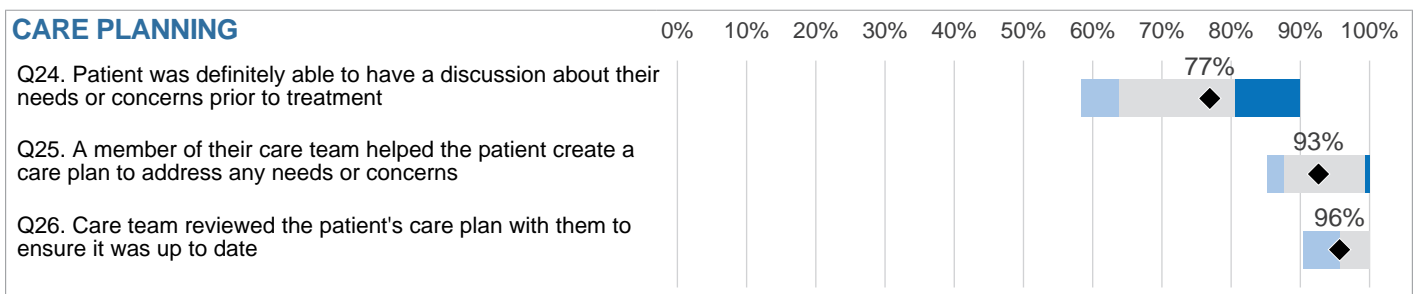 CARE PLANNING 0% 10% 20% 30% 40% 50% 60% 70% 80% 90% 100%
Q24. Patient was definitely able to have a discussion about their
needs or concerns prior to treatment
77%
Q25. A member of their care team helped the patient create a
care plan to address any needs or concerns
93%
Q26. Care team reviewed the patient's care plan with them to
ensure it was up to date
96%